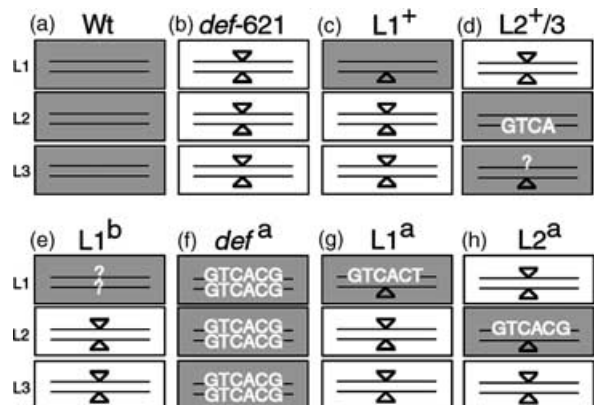 (a) Wt (b) def-621 (c) L1+ (d) L2+/3
L1
L2
GTCA
L3
?
(e) L1b (f) defa (g) L1a (h) L2a
L1 ? ? GTCACG GTCACG GTCACT
L2 GTCACG GTCACG GTCACG
L3 GTCACG GTCACG